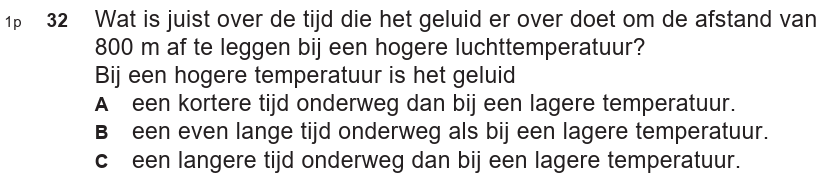 1p 32 Wat is juist over de tijd die het geluid er over doet om de afstand van
800 m af te leggen bij een hogere luchttemperatuur?
Bij een hogere temperatuur is het geluid
A een kortere tijd onderweg dan bij een lagere temperatuur.
B een even lange tijd onderweg als bij een lagere temperatuur.
C een langere tijd onderweg dan bij een lagere temperatuur.